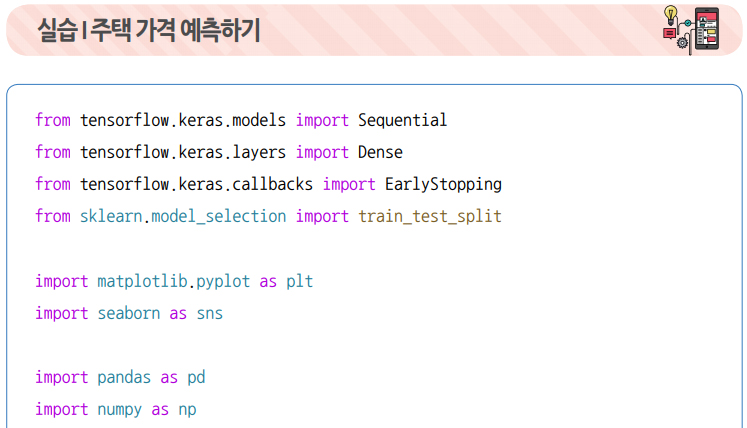 실습 | 주택 가격 예측하기
from tensorflow.keras.models import Sequential
from tensorflow.keras.layers import Dense
from tensorflow.keras.callbacks import EarlyStopping
from sklearn.model_selection import train_test_split
import matplotlib.pyplot as plt
import seaborn as sns
import pandas as pd
import numpy as np